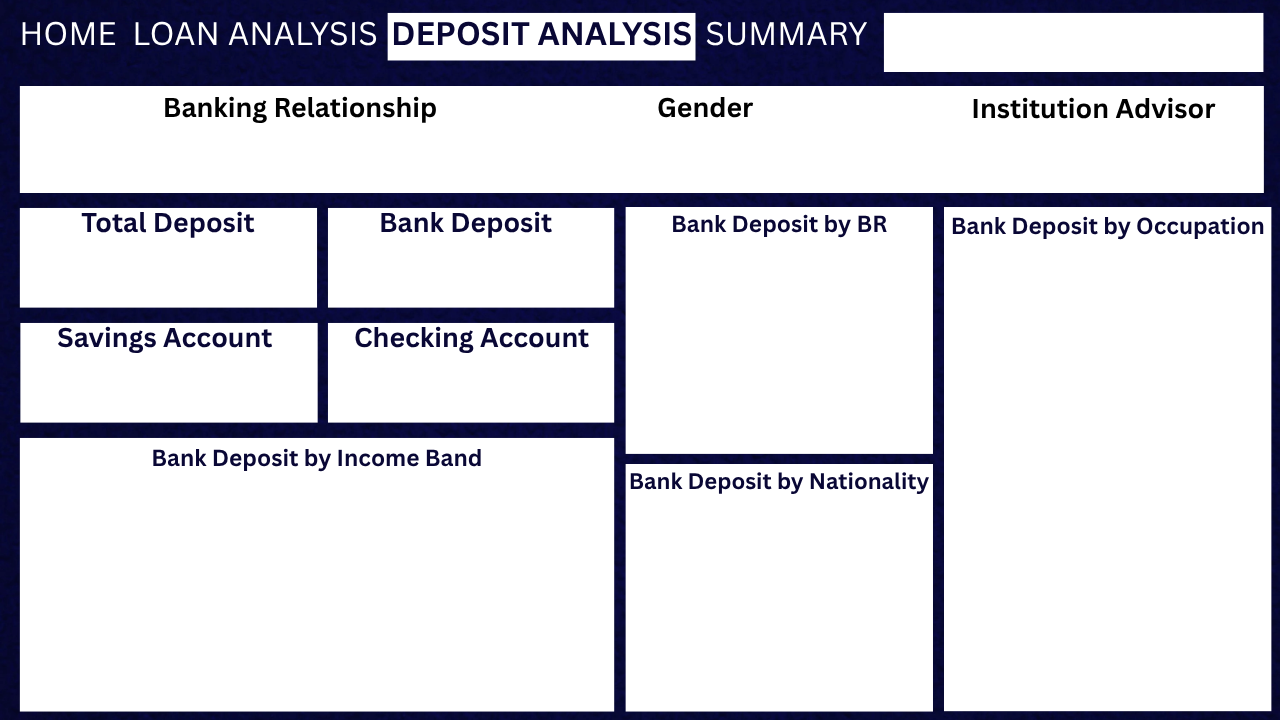 HOME LOAN ANALYSIS DEPOSIT ANALYSIS SUMMARY
Banking Relationship Gender Institution Advisor
Total Deposit
Bank Deposit
Bank Deposit by BR
Bank Deposit by Occupation
Savings Account
Checking Account
Bank Deposit by Income Band
Bank Deposit by Nationality